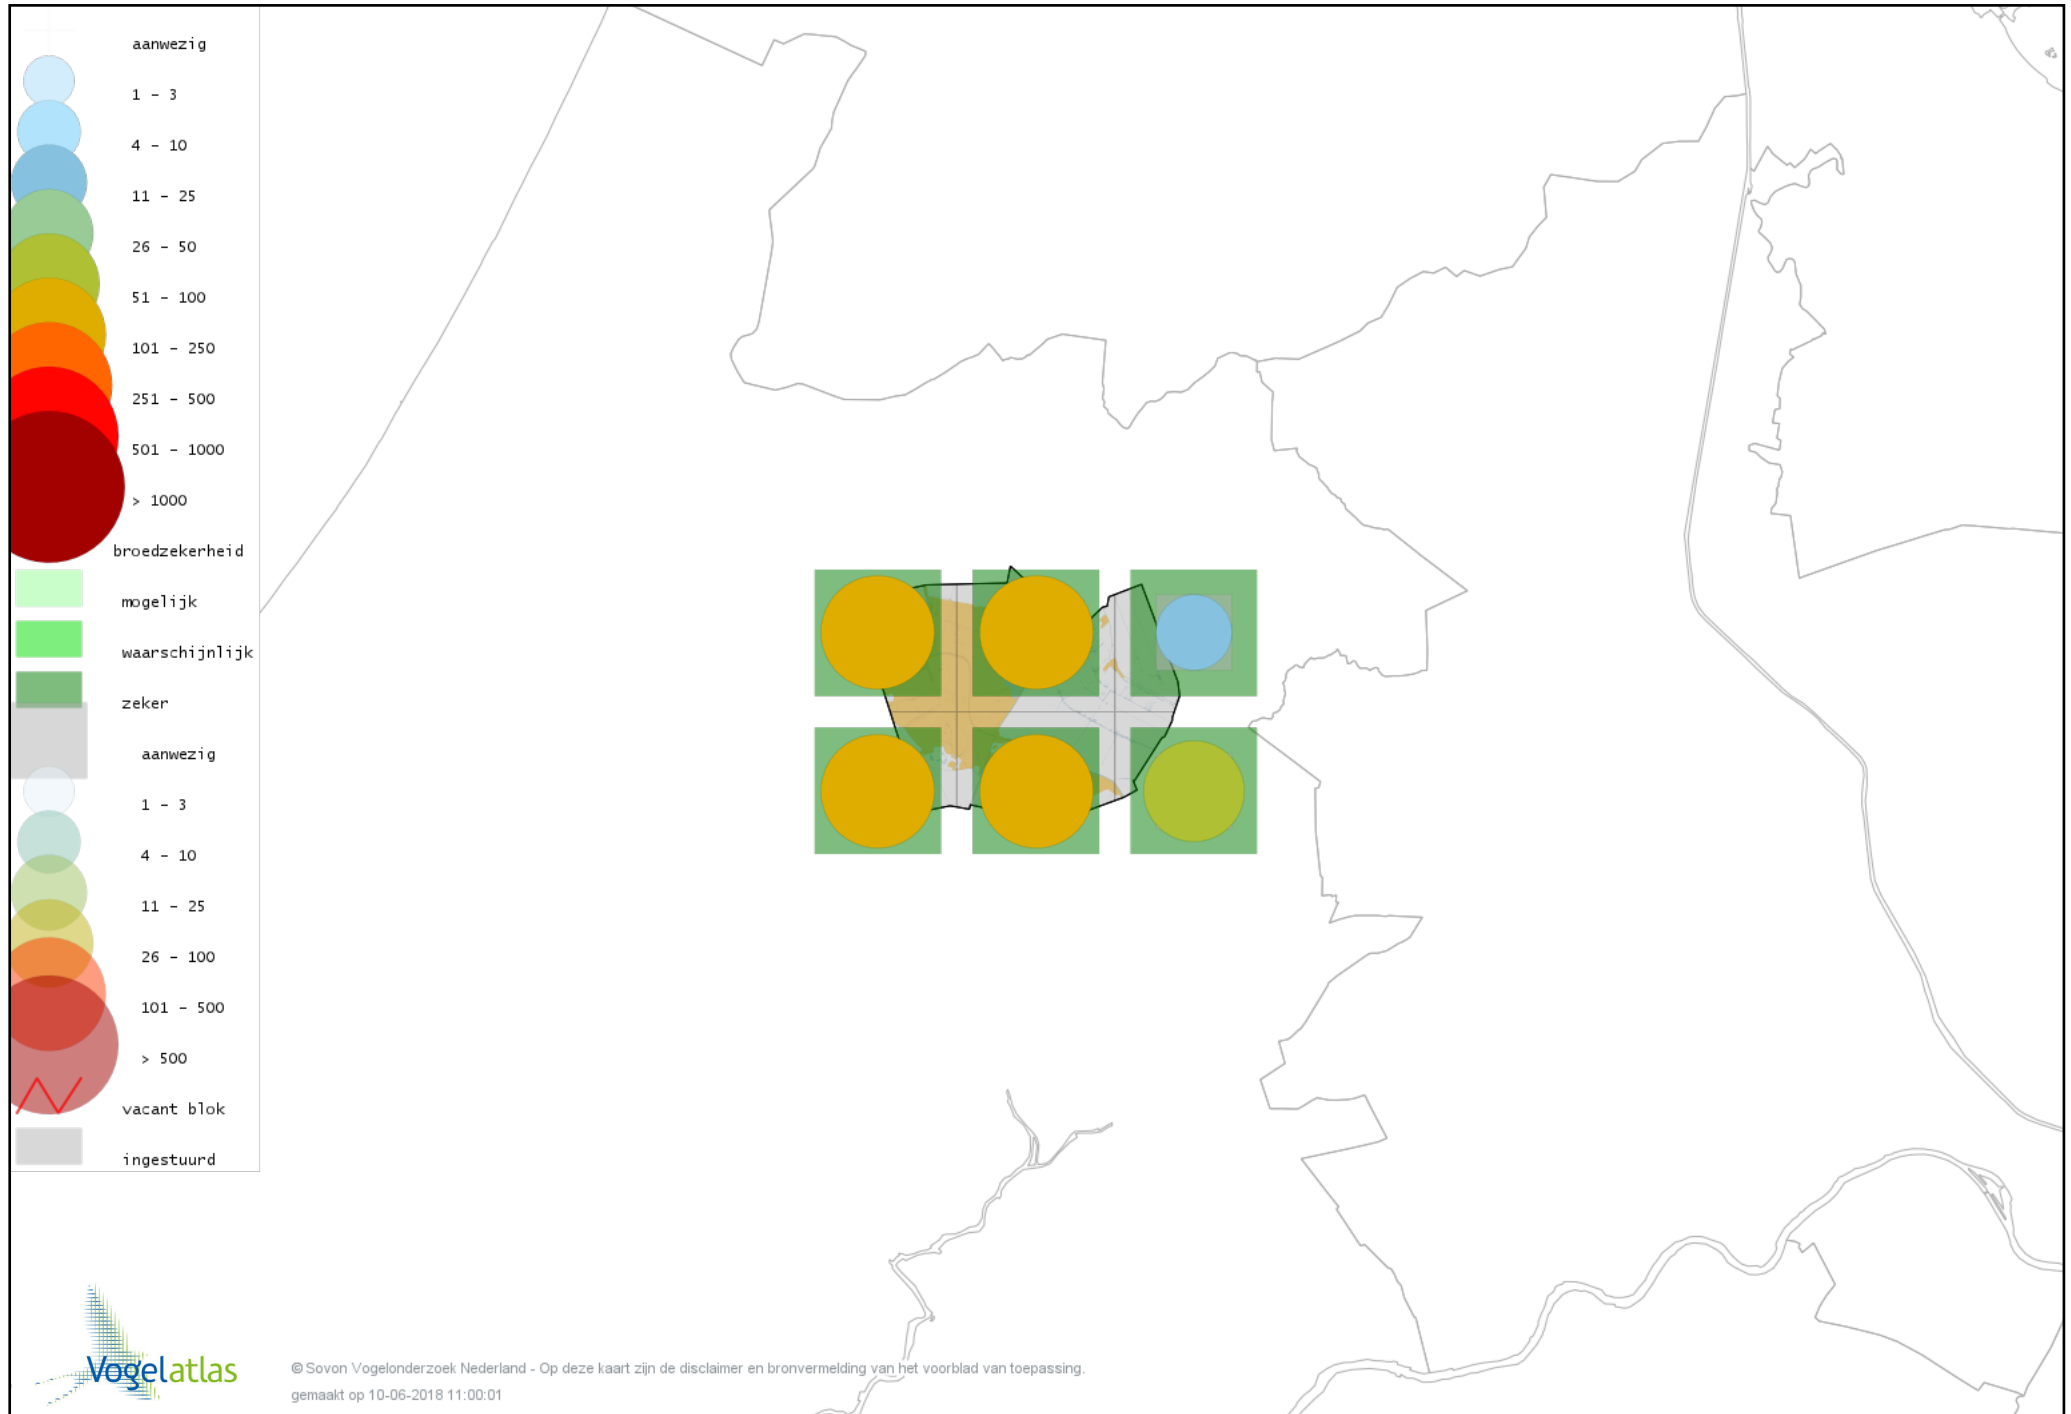 aanwezig
1 - 3
4 - 10
11 - 25
26 - 50
51 - 100
101 - 250
251 - 500
501 - 1000
> 1000
broedzekerheid
mogelijk
waarschijnlijk
zeker
aanwezig
1 - 3
4 - 10
11 - 25
26 - 100
101 - 500
> 500
vacant blok
ingestuurd
Vogelatlas
© Sovon Vogelonderzoek Nederland - Op deze kaart zijn de disclaimer en bronvermelding van het voorblad van toepassing.
gemaakt op 10-06-2018 11:00:01